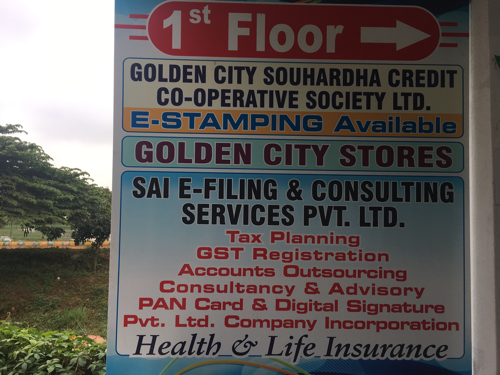 1st Floor
GOLDEN CITY SOUHARDHA CREDIT
CO-OPERATIVE SOCIETY LTD.
E-STAMPING Available
GOLDEN CITY STORES
SAI E-FILING & CONSULTING
SERVICES PVT. LTD.
Tax Planning
GST Registration
Accounts Outsourcing
Consultancy & Advisory
PAN Card & Digital Signature
Pvt. Ltd. Company Incorporation
Health & Life Insurance